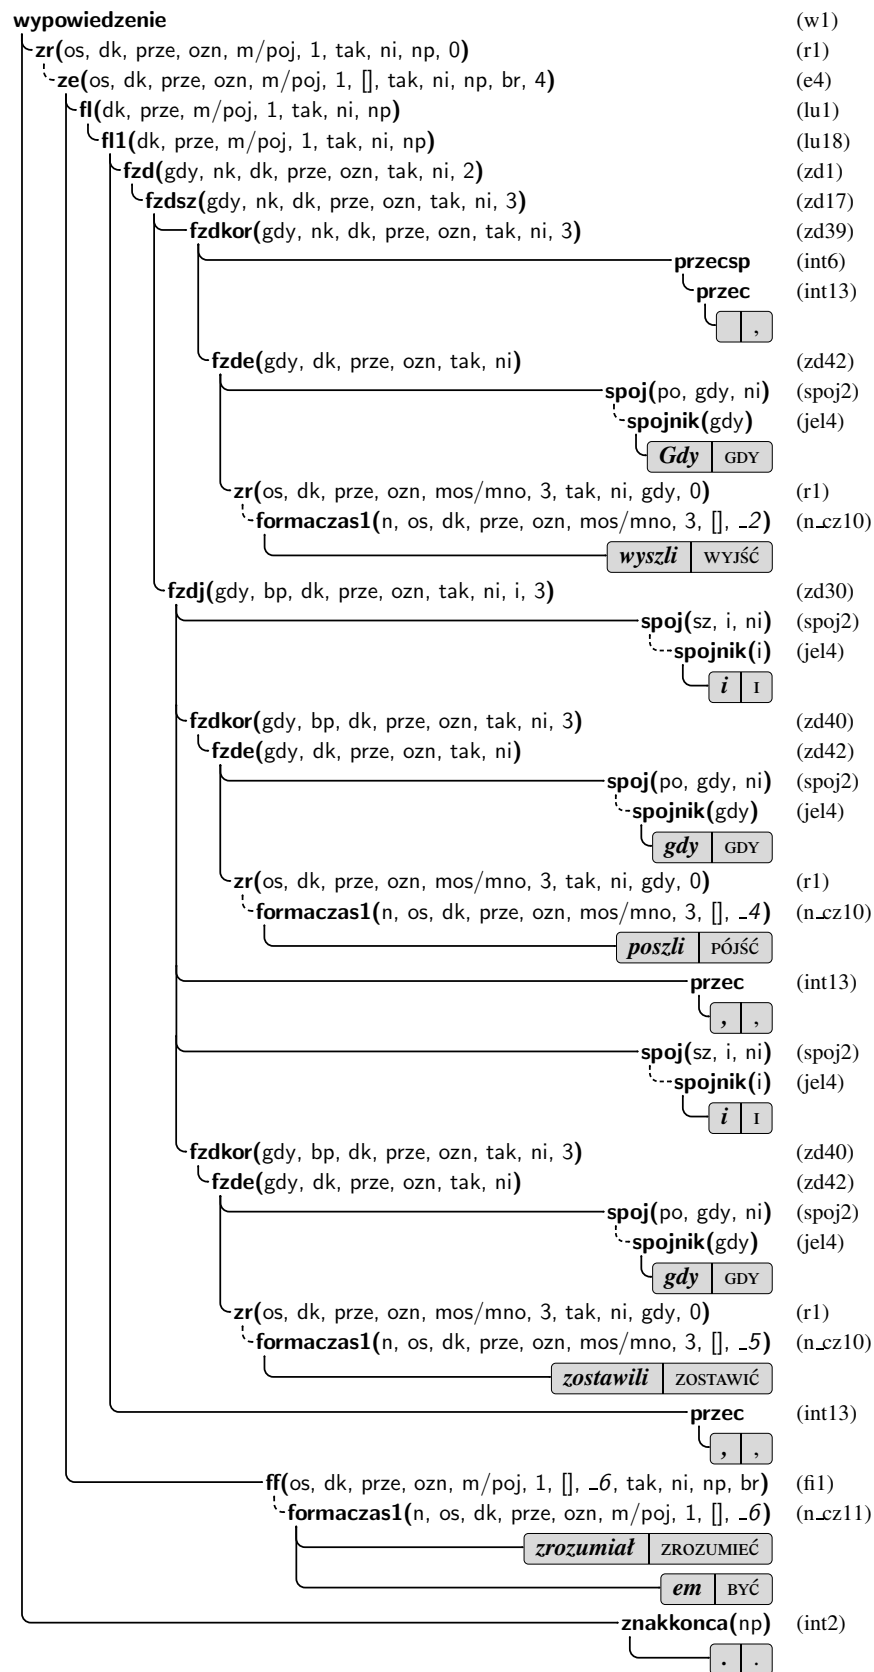 wypowiedzenie (w1)
zr(os, dk, prze, ozn, m/poj, 1, tak, ni, np, 0) (r1)
ze(os, dk, prze, ozn, m/poj, 1, [], tak, ni, np, br, 4) (e4)
fl(dk, prze, m/poj, 1, tak, ni, np) (lu1)
fl1(dk, prze, m/poj, 1, tak, ni, np) (lu18)
fzd(gdy, nk, dk, prze, ozn, tak, ni, 2) (zd1)
fzdsz(gdy, nk, dk, prze, ozn, tak, ni, 3) (zd17)
fzdkor(gdy, nk, dk, prze, ozn, tak, ni, 3) (zd39)
przecsp (int6)
przec (int13)
,
fzde(gdy, dk, prze, ozn, tak, ni) (zd42)
spoj(po, gdy, ni) (spoj2)
spojnik(gdy) (jel4)
Gdy GDY
zr(os, dk, prze, ozn, mos/mno, 3, tak, ni, gdy, 0) (r1)
formaczas1(n, os, dk, prze, ozn, mos/mno, 3, [], _2) (n_cz10)
wyszli WYJŚĆ
fzdj(gdy, bp, dk, prze, ozn, tak, ni, i, 3) (zd30)
spoj(sz, i, ni) (spoj2)
spojnik(i) (jel4)
i I
fzdkor(gdy, bp, dk, prze, ozn, tak, ni, 3) (zd40)
fzde(gdy, dk, prze, ozn, tak, ni) (zd42)
spoj(po, gdy, ni) (spoj2)
spojnik(gdy) (jel4)
gdy GDY
zr(os, dk, prze, ozn, mos/mno, 3, tak, ni, gdy, 0) (r1)
formaczas1(n, os, dk, prze, ozn, mos/mno, 3, [], _4) (n_cz10)
poszli PÓJŚĆ
przec (int13)
, ,
spoj(sz, i, ni) (spoj2)
spojnik(i) (jel4)
i I
fzdkor(gdy, bp, dk, prze, ozn, tak, ni, 3) (zd40)
fzde(gdy, dk, prze, ozn, tak, ni) (zd42)
spoj(po, gdy, ni) (spoj2)
spojnik(gdy) (jel4)
gdy GDY
zr(os, dk, prze, ozn, mos/mno, 3, tak, ni, gdy, 0) (r1)
formaczas1(n, os, dk, prze, ozn, mos/mno, 3, [], _5) (n_cz10)
zostawili ZOSTAWIĆ
przec (int13)
, ,
ff(os, dk, prze, ozn, m/poj, 1, [], _6, tak, ni, np, br) (fi1)
formaczas1(n, os, dk, prze, ozn, m/poj, 1, [], _6) (n_cz11)
zrozumiał ZROZUMIEĆ
em BYĆ
znakkonca(np) (int2)
. .